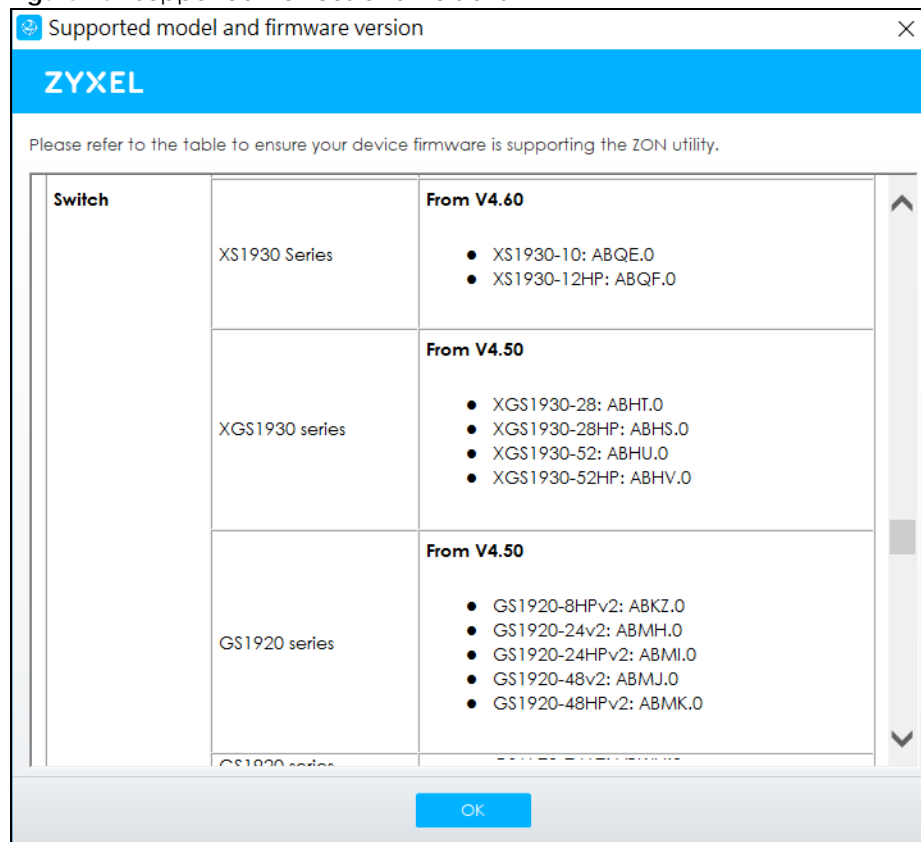 Supported model and firmware version
ZYXEL
Please refer to the table to ensure your device firmware is supporting the ZON utility.
Switch
XS1930 Series
From V4.60
● XS1930-10: ABQE.0
● XS1930-12HP: ABQF.0
XGS1930 series
From V4.50
● XGS1930-28: ABHT.0
● XGS1930-28HP: ABHS.0
● XGS1930-52: ABHU.0
● XGS1930-52HP: ABHV.0
GS1920 series
From V4.50
● GS1920-8HPv2: ABKZ.0
● GS1920-24v2: ABMH.0
● GS1920-24HPv2: ABMI.0
● GS1920-48v2: ABMJ.0
● GS1920-48HPv2: ABMK.0
GS1920 series
OK